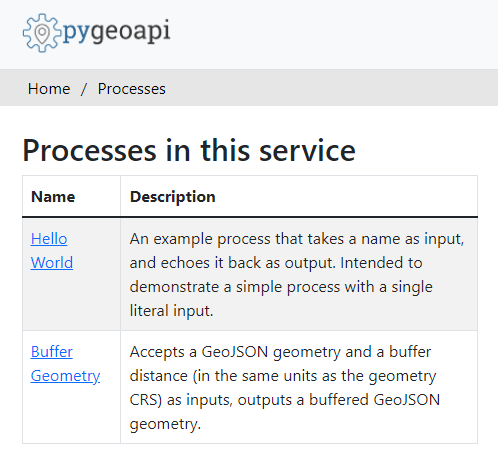 pygeoapi
Home / Processes
Processes in this service
Name Description
Hello World
An example process that takes a name as input,
and echoes it back as output. Intended to
demonstrate a simple process with a single
literal input.
Buffer Geometry
Accepts a GeoJSON geometry and a buffer
distance (in the same units as the geometry
CRS) as inputs, outputs a buffered GeoJSON
geometry.